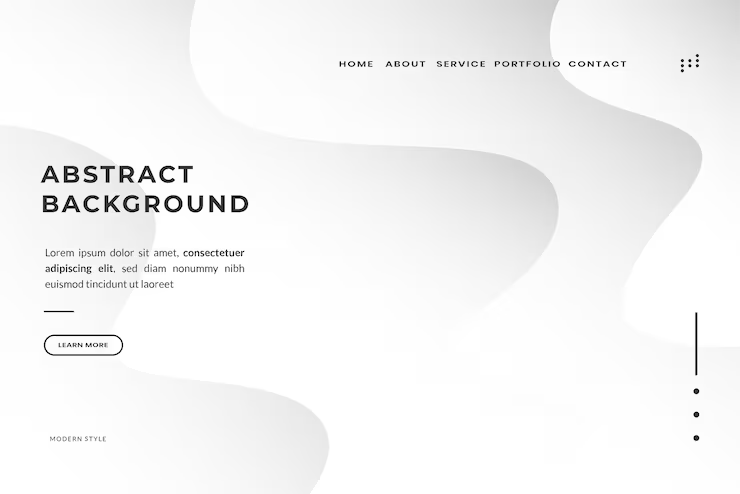 HOME ABOUT SERVICE PORTFOLIO CONTACT
ABSTRACT
BACKGROUND
Lorem ipsum dolor sit amet, consectetuer
adipiscing elit, sed diam nonummy nibh
euismod tincidunt ut laoreet
LEARN MORE
MODERN STYLE